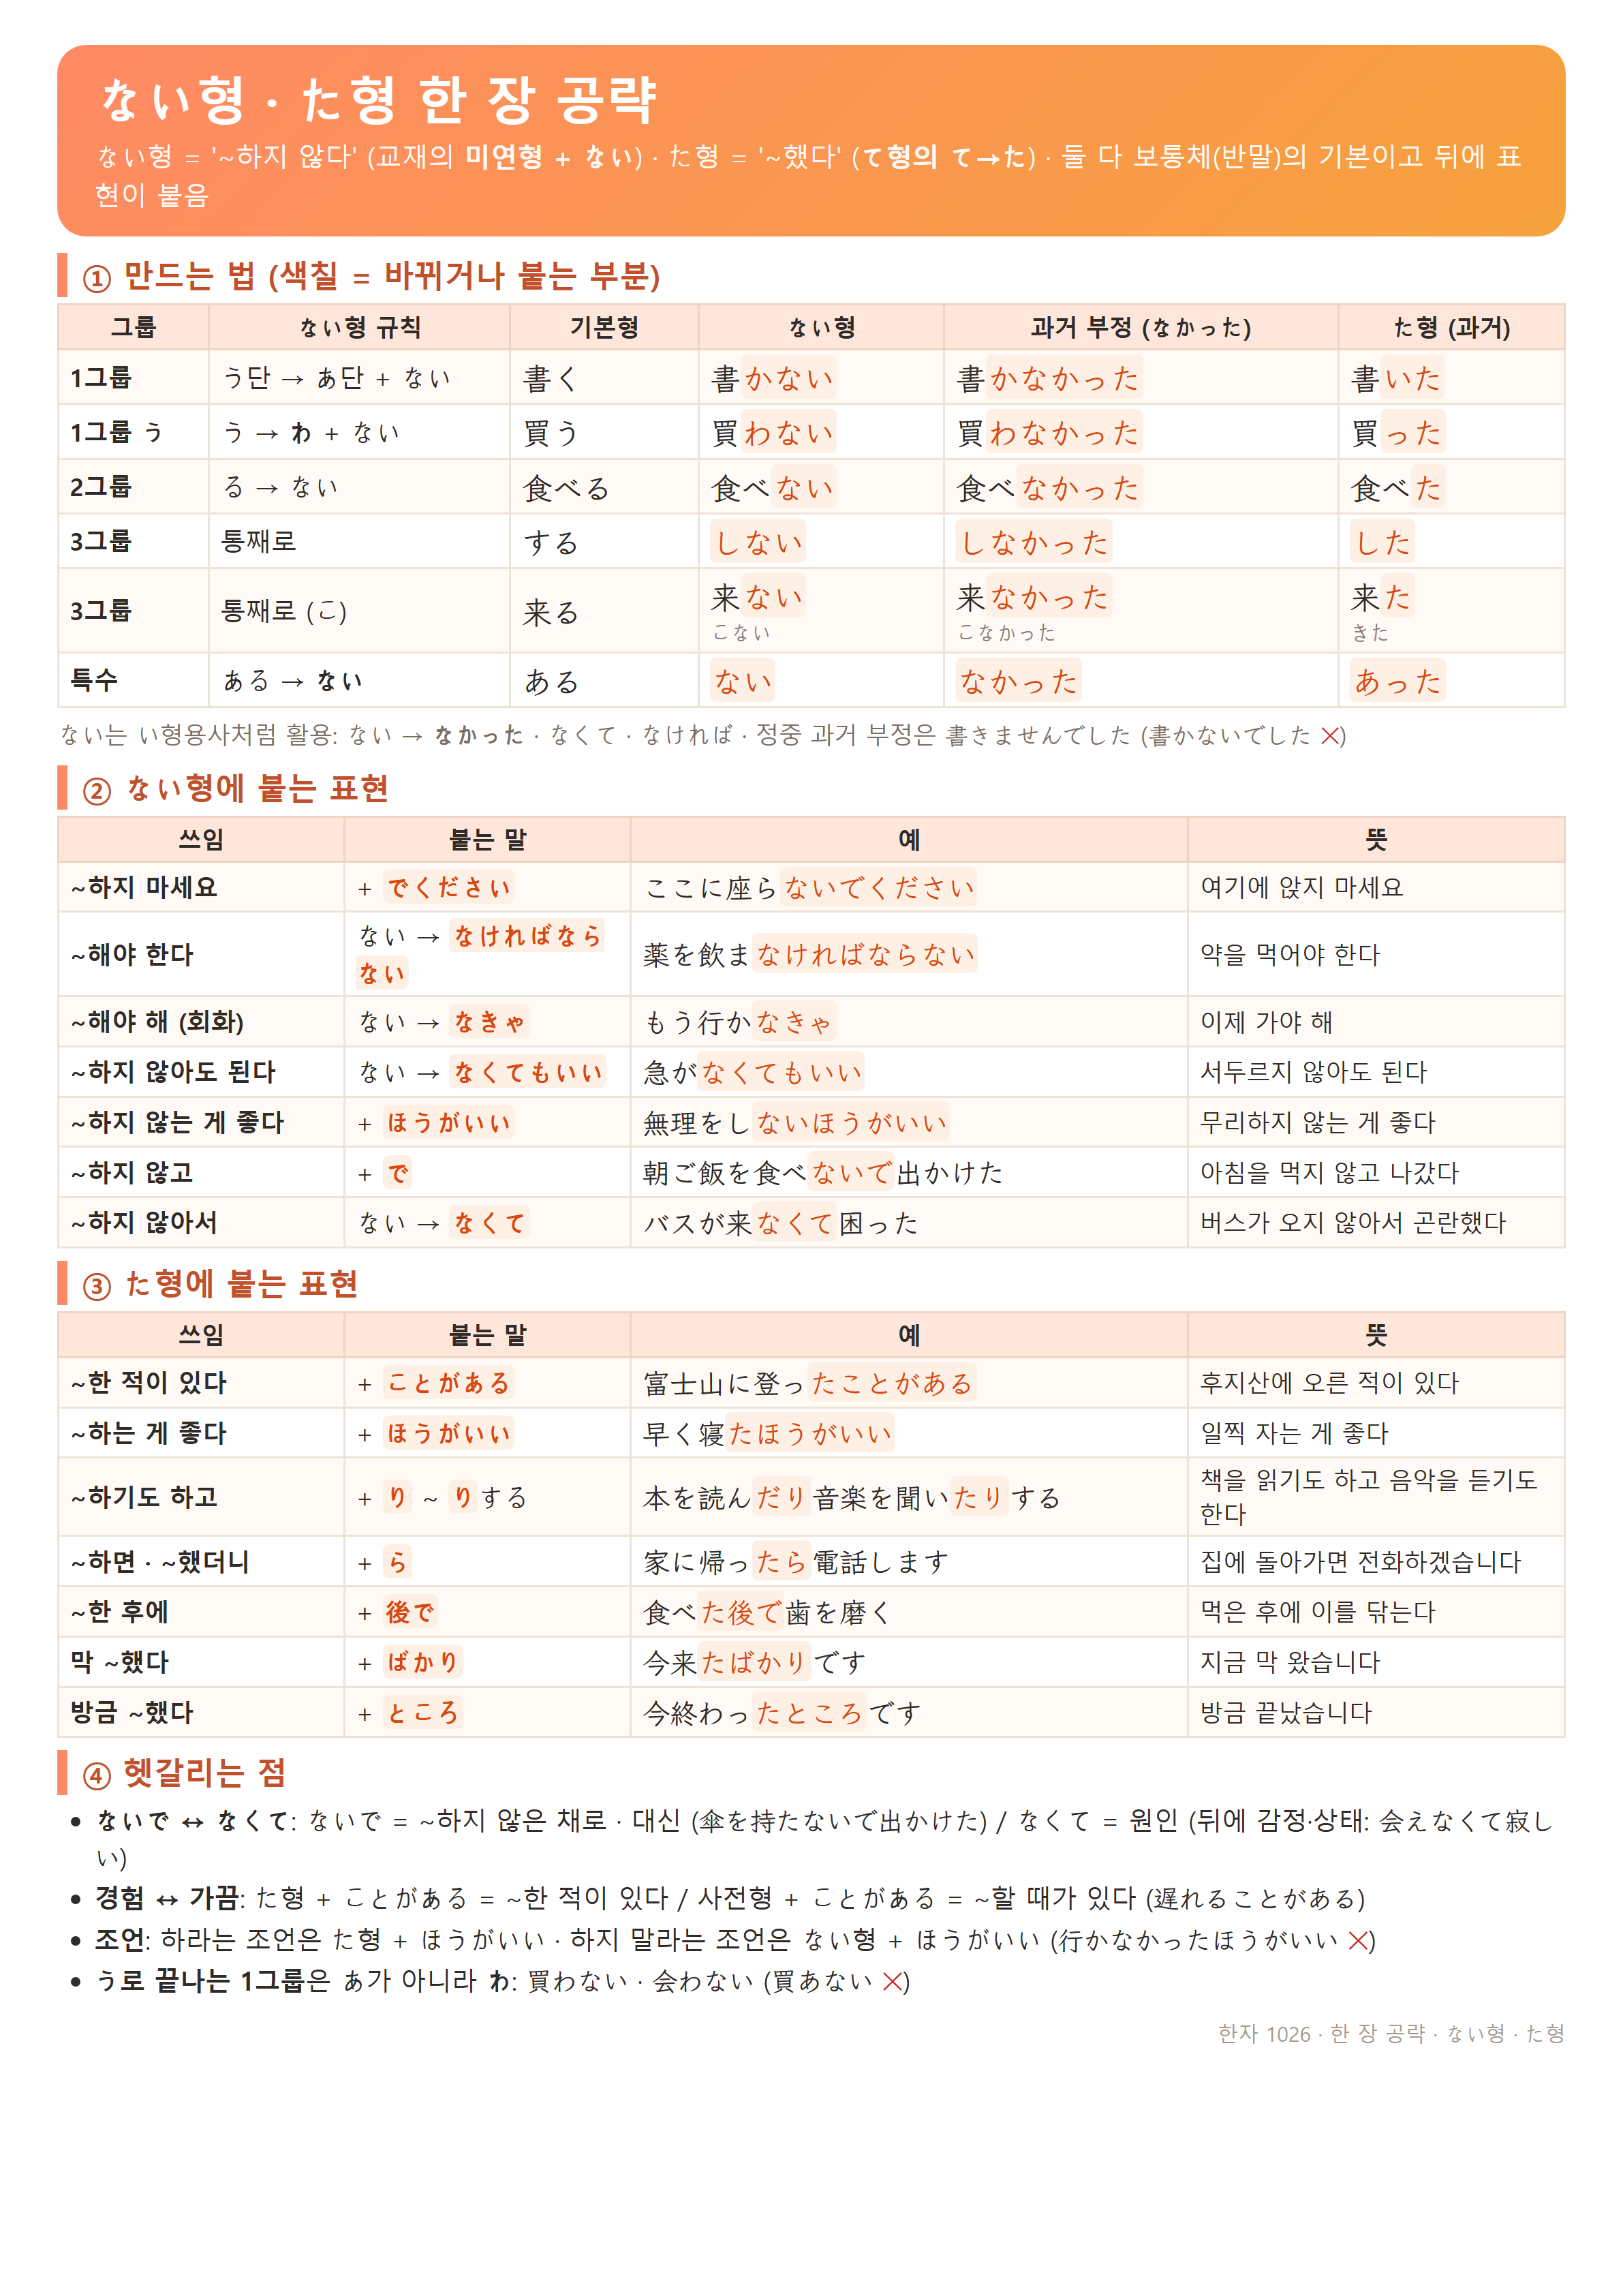 ない형 · た형 한 장 공략
ない형 = '~하지 않다' (교재의 미연형 + ない) · た형 = '~했다' (て형의 て→た) · 둘 다 보통체(반말)의 기본이고 뒤에 표
현이 붙음
① 만드는 법 (색칠 = 바뀌거나 붙는 부분)
그룹 ない형 규칙 기본형 ない형 과거 부정 (なかった) た형 (과거)
1그룹 う단 → あ단 + ない 書く 書かない 書かなかった 書いた
1그룹 う う → わ + ない 買う 買わない 買わなかった 買った
2그룹 る → ない 食べる 食べない 食べなかった 食べた
3그룹 통째로 する しない しなかった した
3그룹 통째로 (こ) 来る 来ない 来なかった 来た
こない こなかった きた
특수 ある → ない ある ない なかった あった
ない는 い형용사처럼 활용: ない → なかった · なくて · なければ · 정중 과거 부정은 書きませんでした (書かないでした ✕)
② ない형에 붙는 표현
쓰임 붙는 말 예 뜻
~하지 마세요 + でください ここに座らないでください 여기에 앉지 마세요
~해야 한다 ない → なければなら
ない 薬を飲まなければならない 약을 먹어야 한다
~해야 해 (회화) ない → なきゃ もう行かなきゃ 이제 가야 해
~하지 않아도 된다 ない → なくてもいい 急がなくてもいい 서두르지 않아도 된다
~하지 않는 게 좋다 + ほうがいい 無理をしないほうがいい 무리하지 않는 게 좋다
~하지 않고 + で 朝ご飯を食べないで出かけた 아침을 먹지 않고 나갔다
~하지 않아서 ない → なくて バスが来なくて困った 버스가 오지 않아서 곤란했다
③ た형에 붙는 표현
쓰임 붙는 말 예 뜻
~한 적이 있다 + ことがある 富士山に登ったことがある 후지산에 오른 적이 있다
~하는 게 좋다 + ほうがいい 早く寝たほうがいい 일찍 자는 게 좋다
~하기도 하고 + り ~ りする 本を読んだり音楽を聞いたりする 책을 읽기도 하고 음악을 듣기도
한다
~하면 · ~했더니 + ら 家に帰ったら電話します 집에 돌아가면 전화하겠습니다
~한 후에 + 後で 食べた後で歯を磨く 먹은 후에 이를 닦는다
막 ~했다 + ばかり 今来たばかりです 지금 막 왔습니다
방금 ~했다 + ところ 今終わったところです 방금 끝났습니다
④ 헷갈리는 점
• ないで ↔ なくて: ないで = ~하지 않은 채로 · 대신 (傘を持たないで出かけた) / なくて = 원인 (뒤에 감정·상태: 会えなくて寂し
い)
• 경험 ↔ 가끔: た형 + ことがある = ~한 적이 있다 / 사전형 + ことがある = ~할 때가 있다 (遅れることがある)
• 조언: 하라는 조언은 た형 + ほうがいい · 하지 말라는 조언은 ない형 + ほうがいい (行かなかったほうがいい ✕)
• う로 끝나는 1그룹은 あ가 아니라 わ: 買わない · 会わない (買あない ✕)
한자 1026 · 한 장 공략 · ない형 · た형